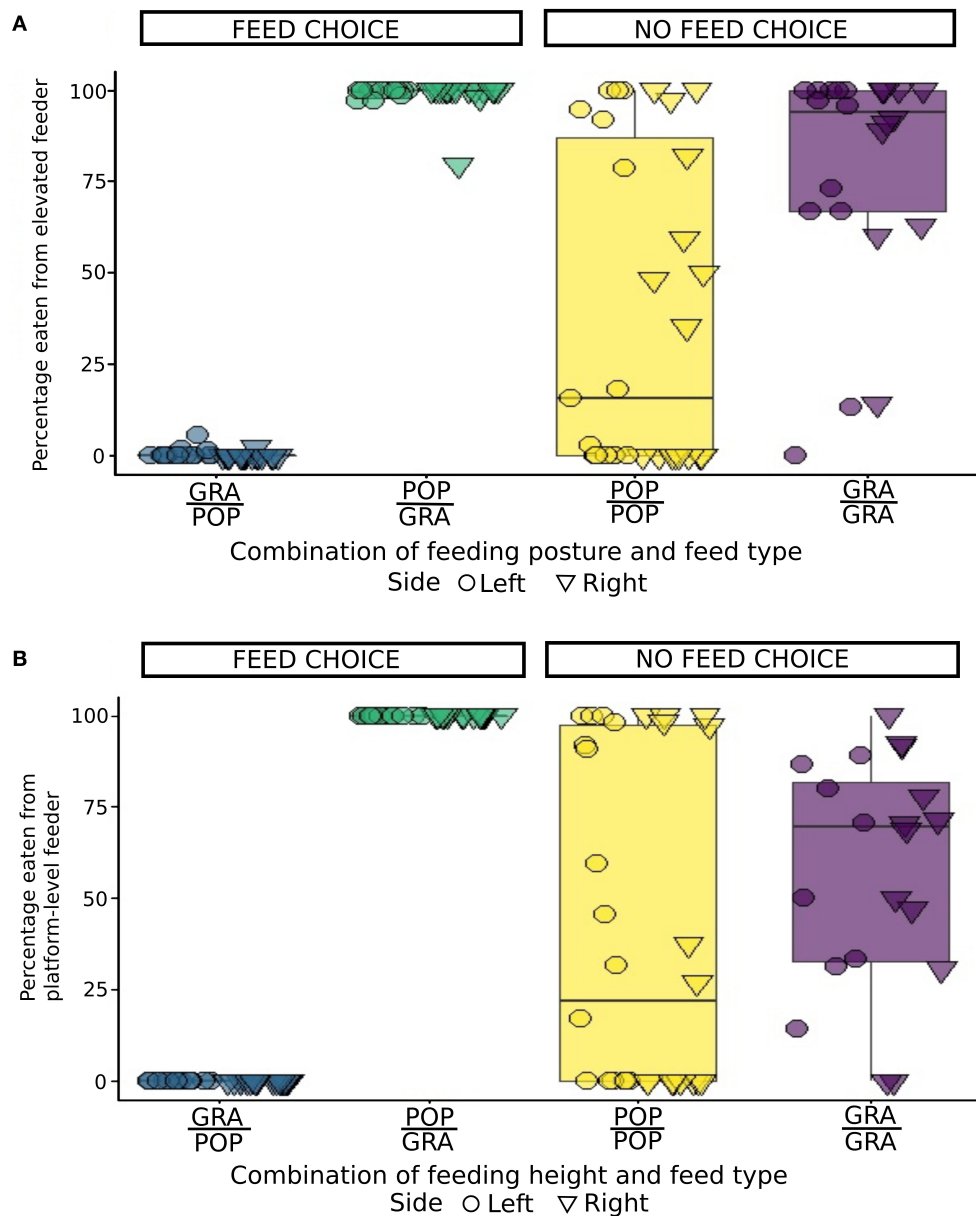 A
FEED CHOICE
NO FEED CHOICE
Percentage eaten from elevated feeder
100
75
50
25
0
GRA
POP
POP
GRA
POP
POP
GRA
GRA
Combination of feeding posture and feed type
Side Left Right
B
FEED CHOICE
NO FEED CHOICE
Percentage eaten from
platform-level feeder
100
75
50
25
0
GRA
POP
POP
GRA
POP
POP
GRA
GRA
Combination of feeding height and feed type
Side Left Right